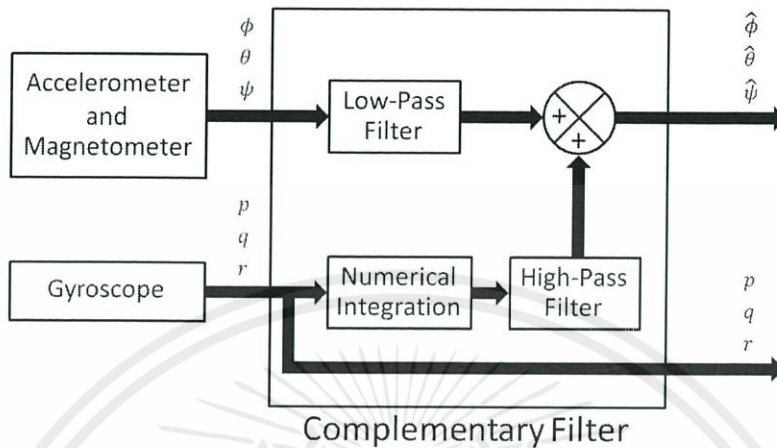 ϕ
θ
ψ
Accelerometer
and
Magnetometer
Low-Pass
Filter
+
+
ϕ̂
θ̂
ψ̂
p
q
r
Gyroscope
Numerical
Integration
High-Pass
Filter
p
q
r
Complementary Filter